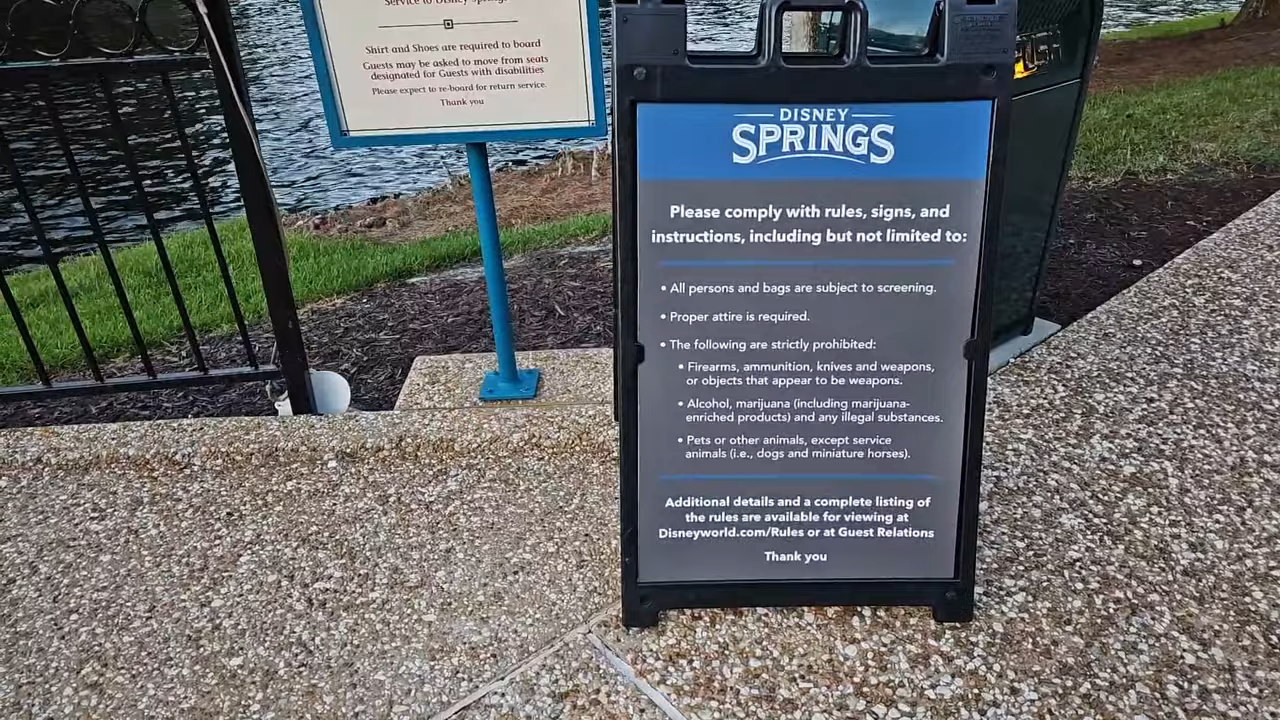 Service to Disney Springs
Shirt and Shoes are required to board
Guests may be asked to move from seats
designated for Guests with disabilities
Please expect to re-board for return service.
Thank you
DISNEY
SPRINGS
Please comply with rules, signs, and
instructions, including but not limited to:
• All persons and bags are subject to screening.
• Proper attire is required.
• The following are strictly prohibited:
• Firearms, ammunition, knives and weapons,
or objects that appear to be weapons.
• Alcohol, marijuana (including marijuana-
enriched products) and any illegal substances.
• Pets or other animals, except service
animals (i.e., dogs and miniature horses).
Additional details and a complete listing of
the rules are available for viewing at
Disneyworld.com/Rules or at Guest Relations
Thank you